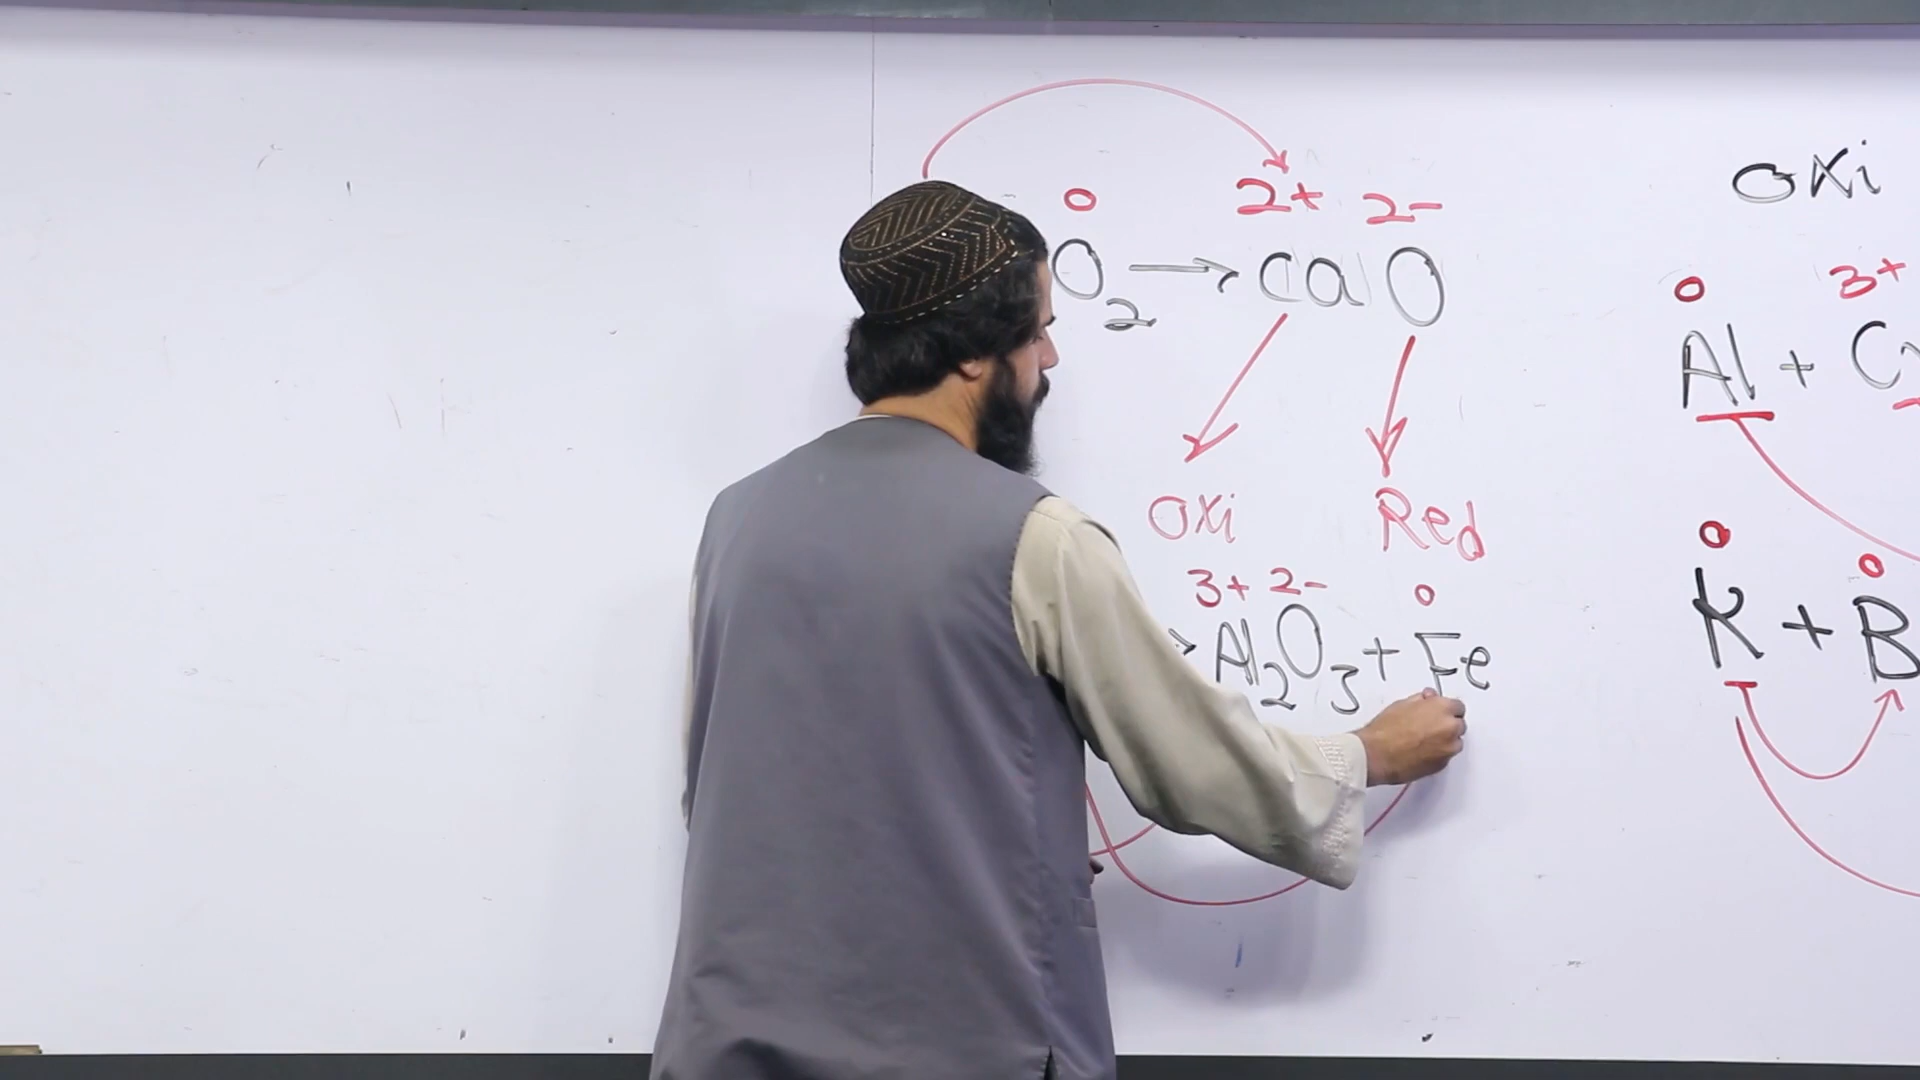 0 2+ 2-
O2 → CaO
Oxi Red
3+ 2- 0
Al2O3 + Fe
Oxi
0 3+
Al +
0 0
K + B